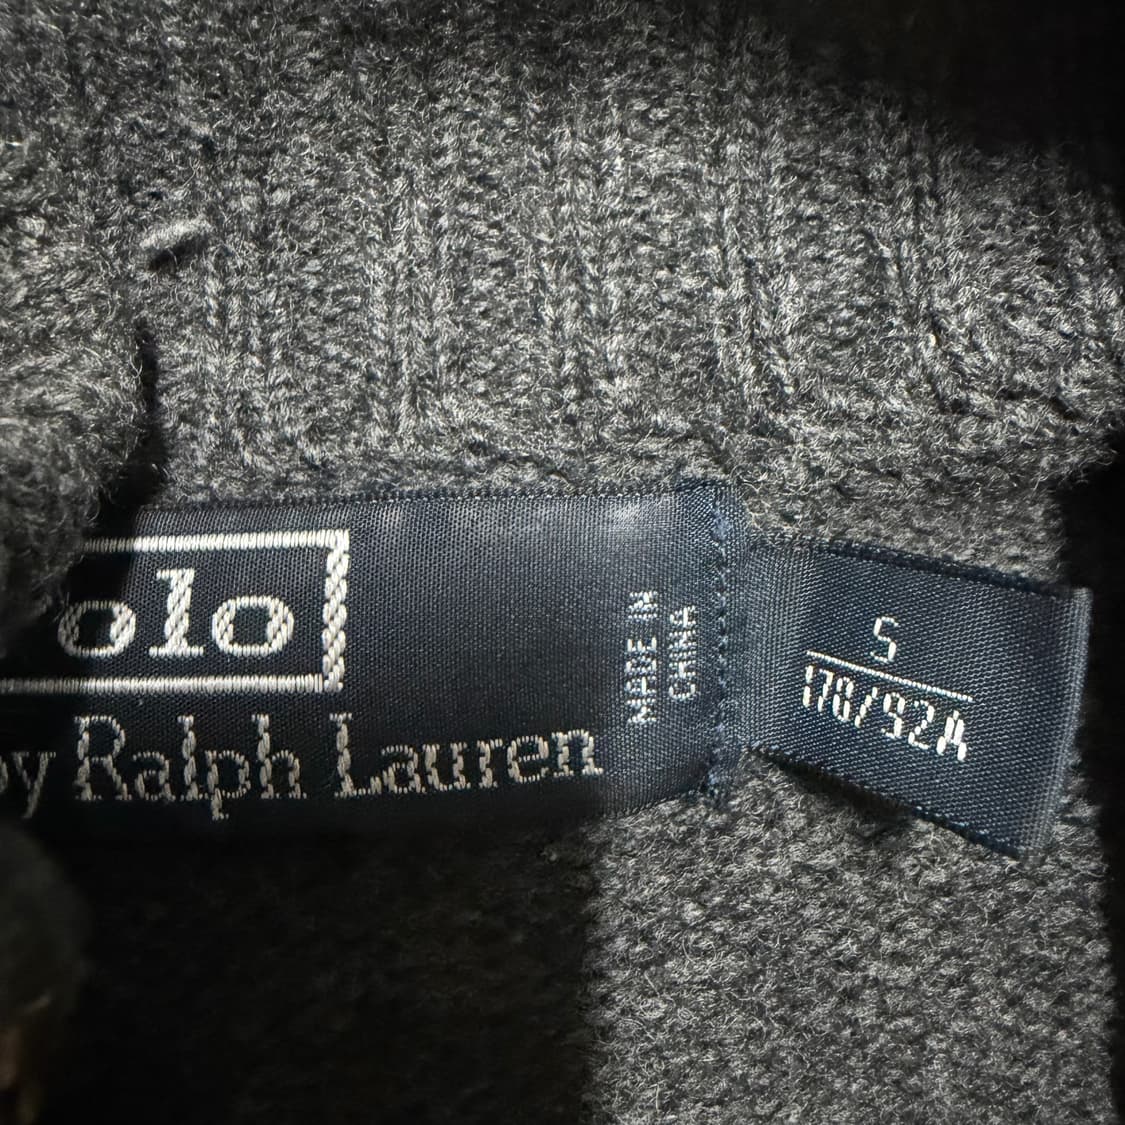 olo
by Ralph Lauren
MADE IN
CHINA
S
178/92A